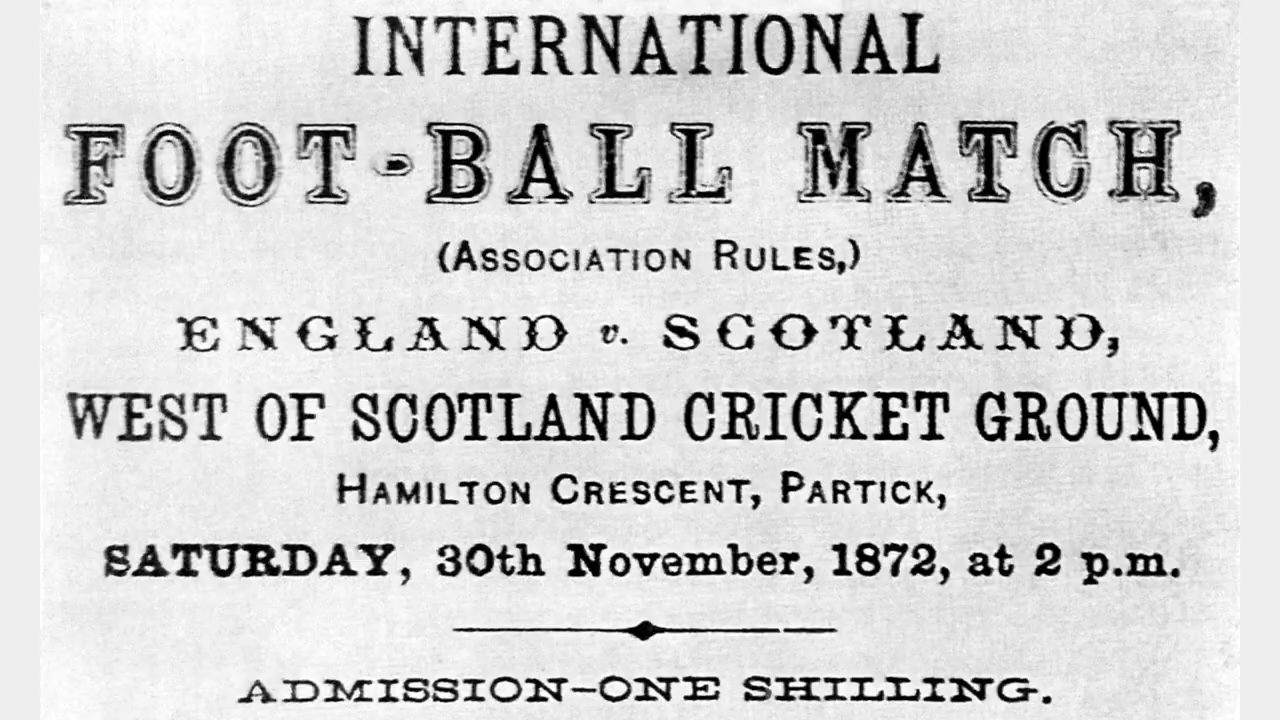 INTERNATIONAL
FOOT-BALL MATCH,
(ASSOCIATION RULES,)
ENGLAND v. SCOTLAND,
WEST OF SCOTLAND CRICKET GROUND,
HAMILTON CRESCENT, PARTICK,
SATURDAY, 30th November, 1872, at 2 p.m.
ADMISSION-ONE SHILLING.